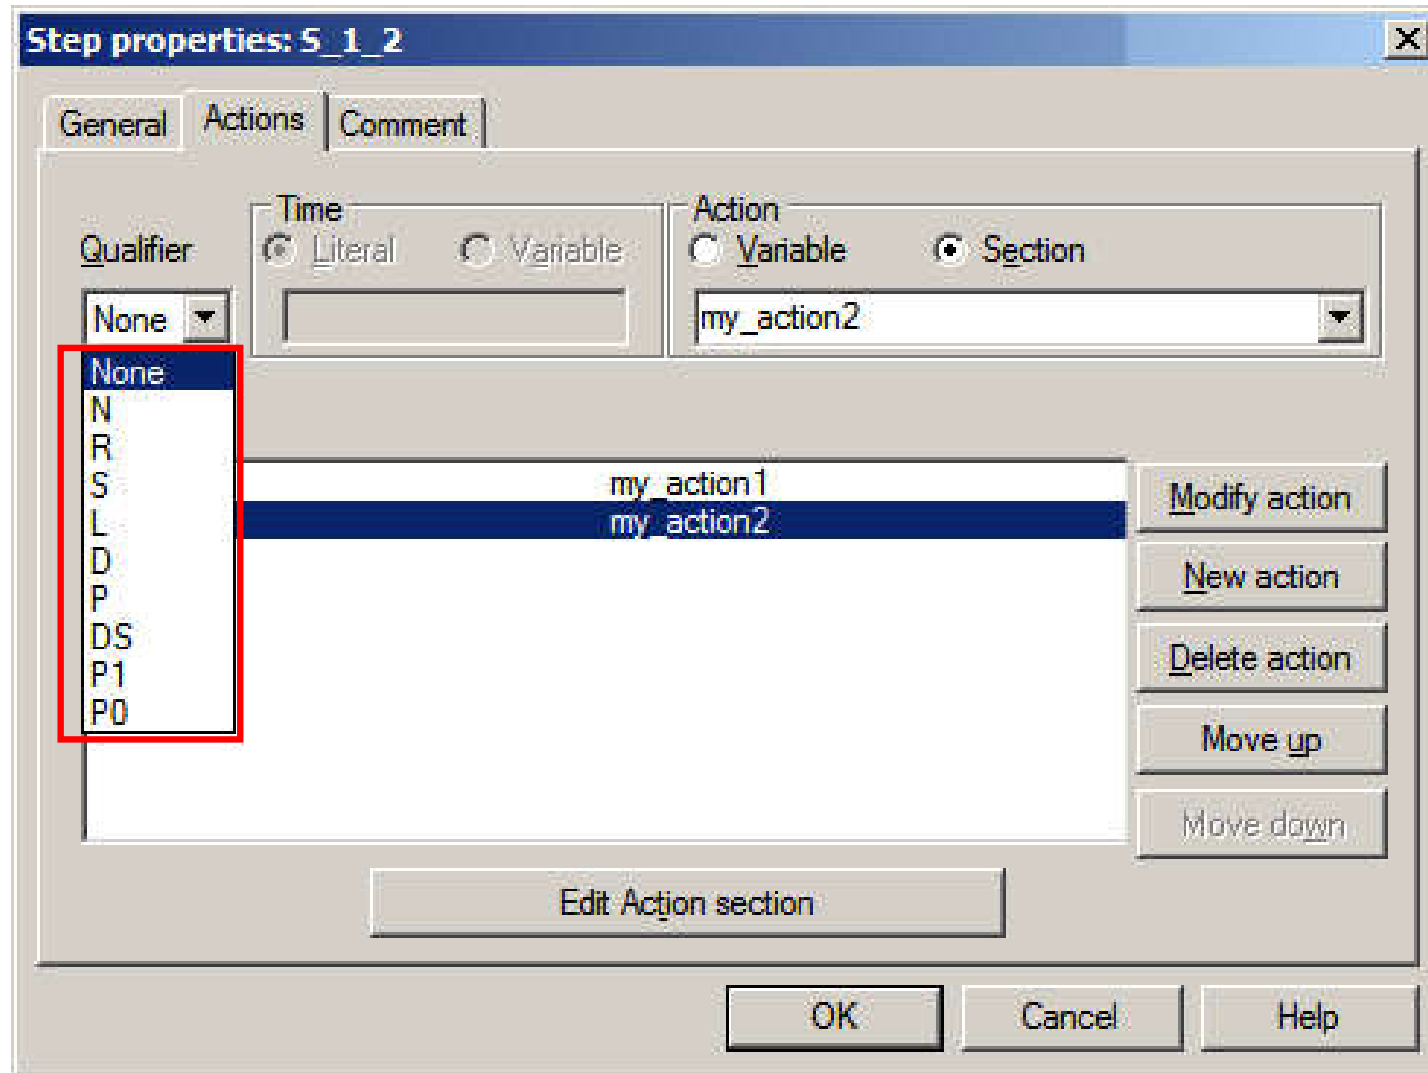 Step properties: S_1_2
General Actions Comment
Time
Action
Qualifier
Literal Variable
Variable Section
None
my_action2
None
N
R
S
L
D
P
DS
P1
P0
my_action1
my_action2
Modify action
New action
Delete action
Move up
Move down
Edit Action section
OK Cancel Help